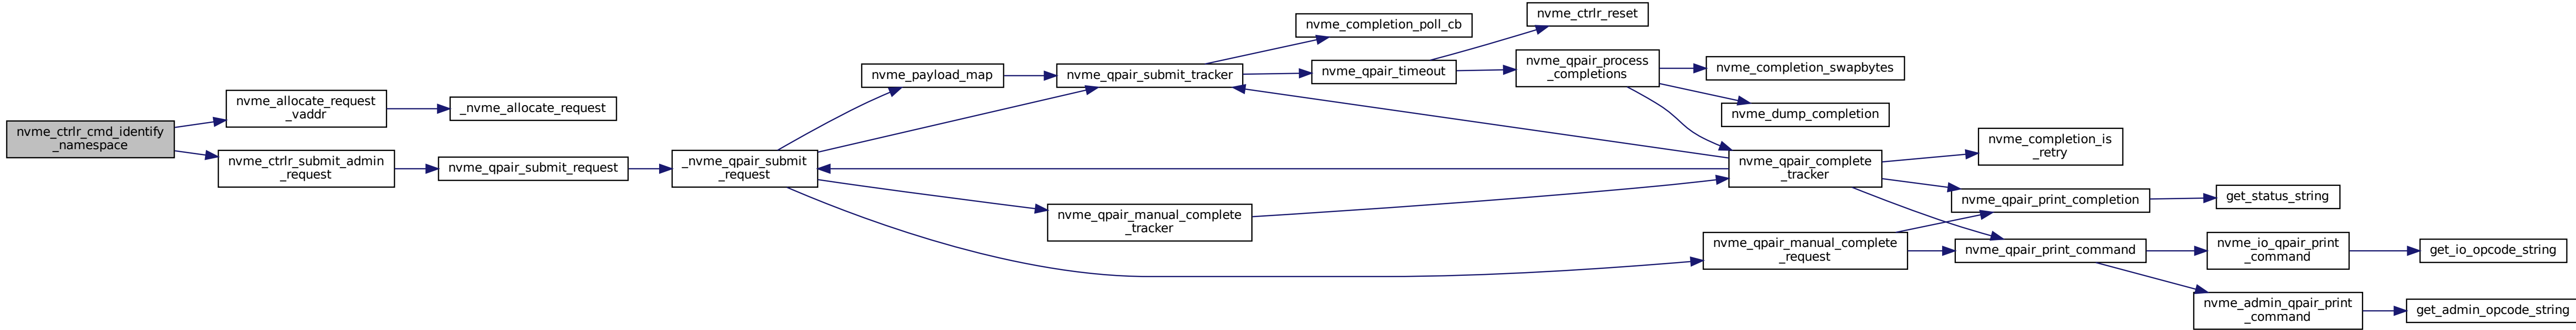 nvme_ctrlr_cmd_identify
_namespace
nvme_allocate_request
_vaddr
_nvme_allocate_request
nvme_ctrlr_submit_admin
_request
nvme_qpair_submit_request
_nvme_qpair_submit
_request
nvme_payload_map
nvme_qpair_submit_tracker
nvme_completion_poll_cb
nvme_qpair_timeout
nvme_ctrlr_reset
nvme_qpair_process
_completions
nvme_completion_swapbytes
nvme_dump_completion
nvme_qpair_complete
_tracker
nvme_completion_is
_retry
nvme_qpair_print_completion
get_status_string
nvme_qpair_manual_complete
_tracker
nvme_qpair_manual_complete
_request
nvme_qpair_print_command
nvme_io_qpair_print
_command
get_io_opcode_string
nvme_admin_qpair_print
_command
get_admin_opcode_string